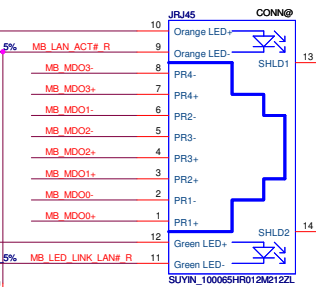 JRJ45 CONN@
10 Orange LED+
5% MB_LAN_ACT#_R 9 Orange LED-
SHLD1 13
MB_MDO3- 8 PR4-
MB_MDO3+ 7 PR4+
MB_MDO1- 6 PR2-
MB_MDO2- 5 PR3-
MB_MDO2+ 4 PR3+
MB_MDO1+ 3 PR2+
MB_MDO0- 2 PR1-
MB_MDO0+ 1 PR1+
SHLD2 14
12 Green LED+
5% MB_LED_LINK_LAN#_R 11 Green LED-
SUYIN_100065HR012M212ZL